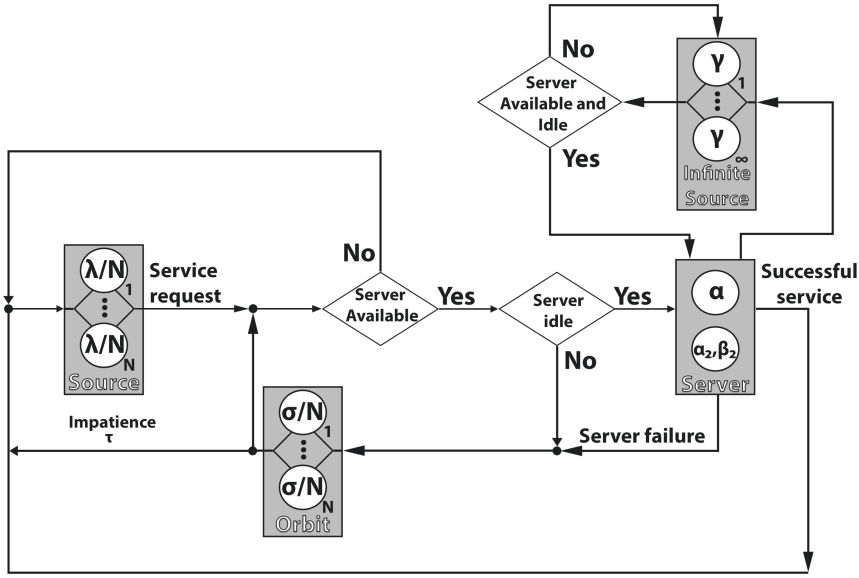 γ
1
γ
∞
Infinite
Source
No
Server
Available and
Idle
Yes
λ/N
1
λ/N
N
Source
Service
request
No
Server
Available
Yes
Server
idle
Yes
No
α
α₂,β₂
Server
Successful
service
Server failure
Impatience
τ
σ/N
1
σ/N
N
Orbit